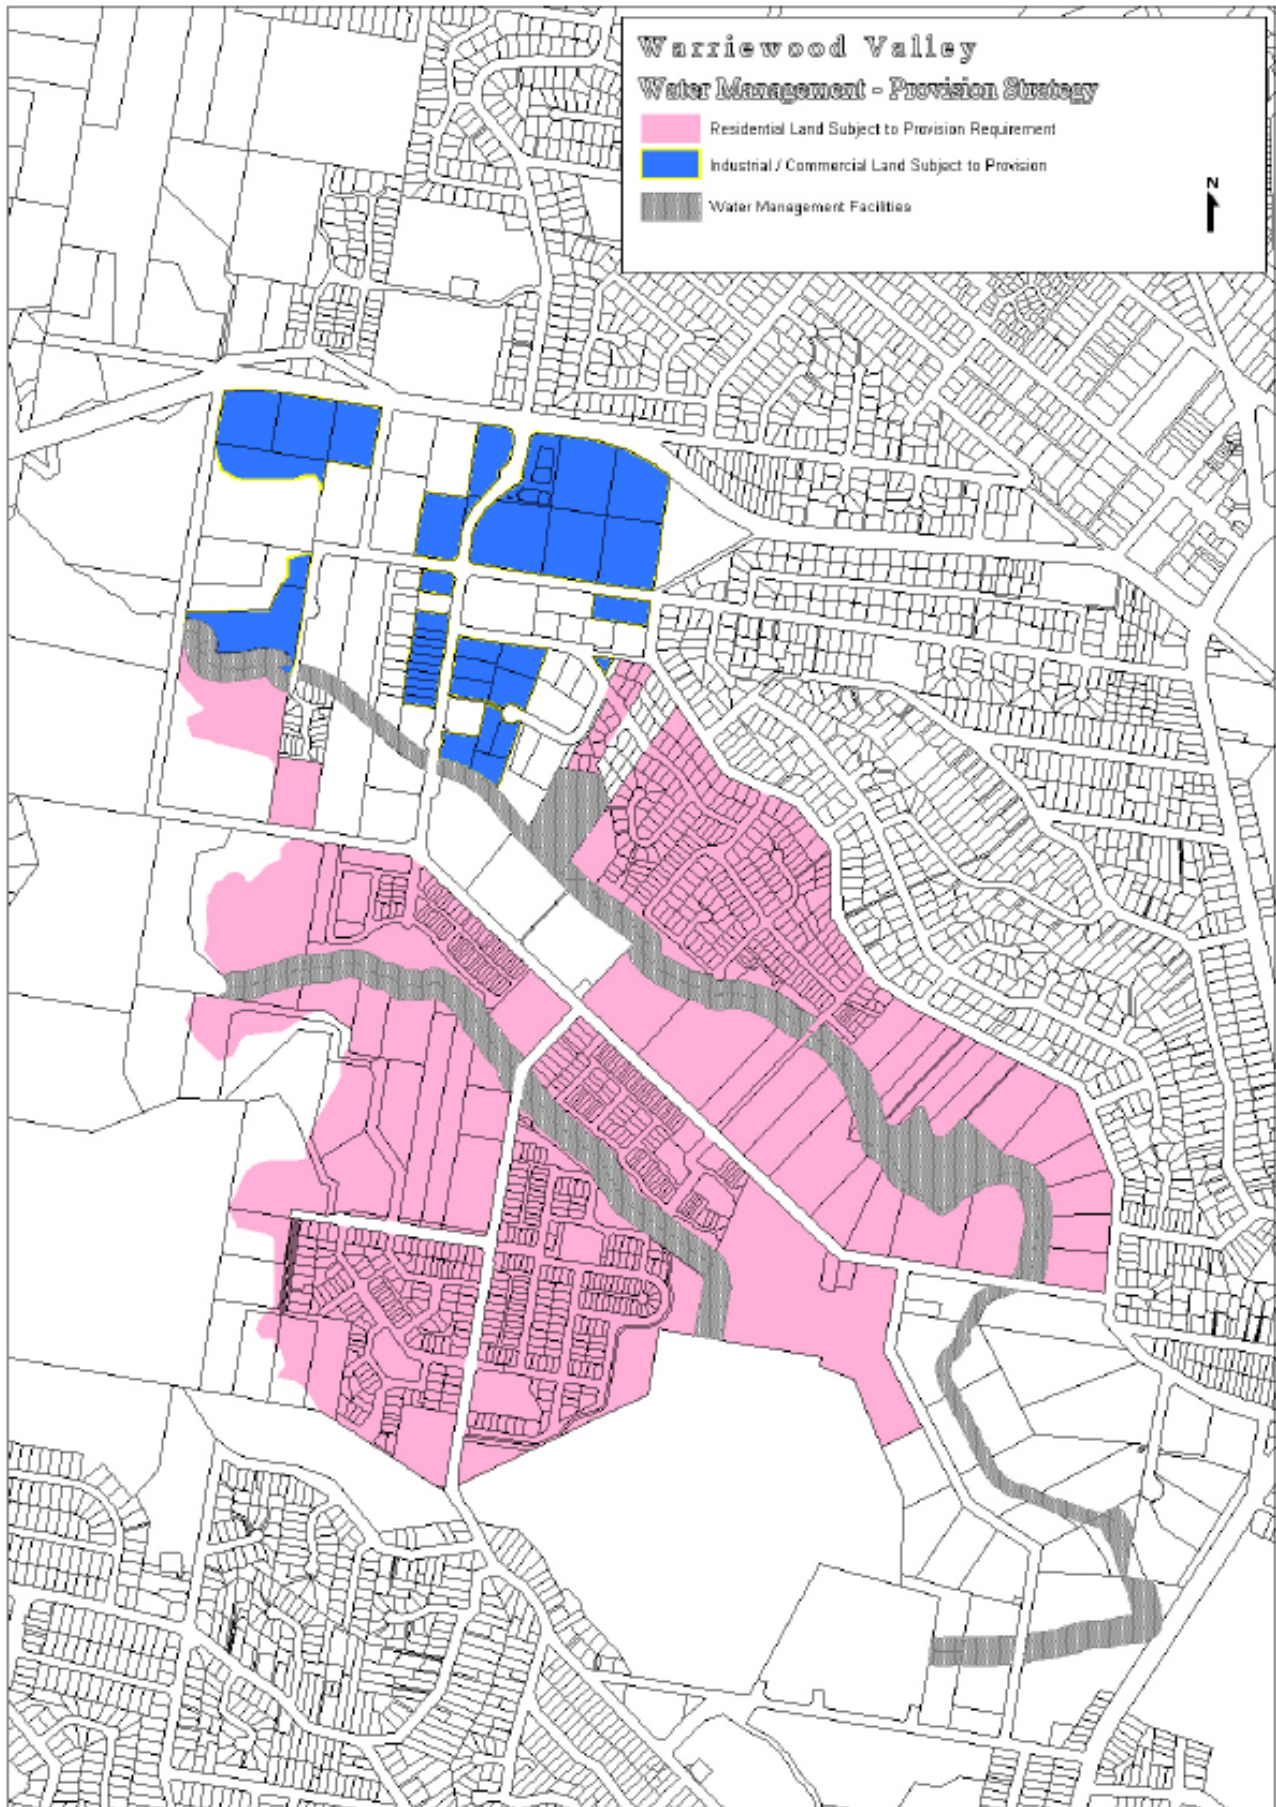 Warriewood Valley
Water Management - Provision Strategy
Residential Land Subject to Provision Requirement
Industrial / Commercial Land Subject to Provision
N
Water Management Facilities